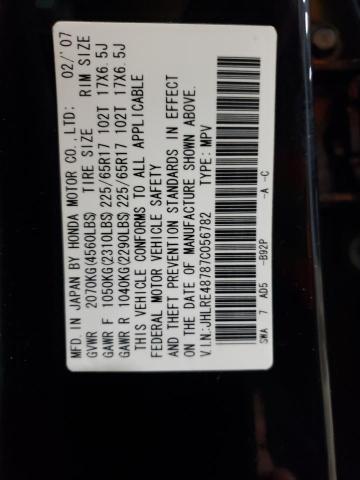 MFD. IN JAPAN BY HONDA MOTOR CO., LTD: 02/'07
GVWR 2070KG(4560LBS) TIRE SIZE RIM SIZE
GAWR F 1050KG(2310LBS) 225/65R17 102T 17X6.5J
GAWR R 1040KG(2290LBS) 225/65R17 102T 17X6.5J
THIS VEHICLE CONFORMS TO ALL APPLICABLE
FEDERAL MOTOR VEHICLE SAFETY
AND THEFT PREVENTION STANDARDS IN EFFECT
ON THE DATE OF MANUFACTURE SHOWN ABOVE.
V.I.N:JHLRE48787C056782 TYPE: MPV
SWA 7 AD5 -B92P -A -C